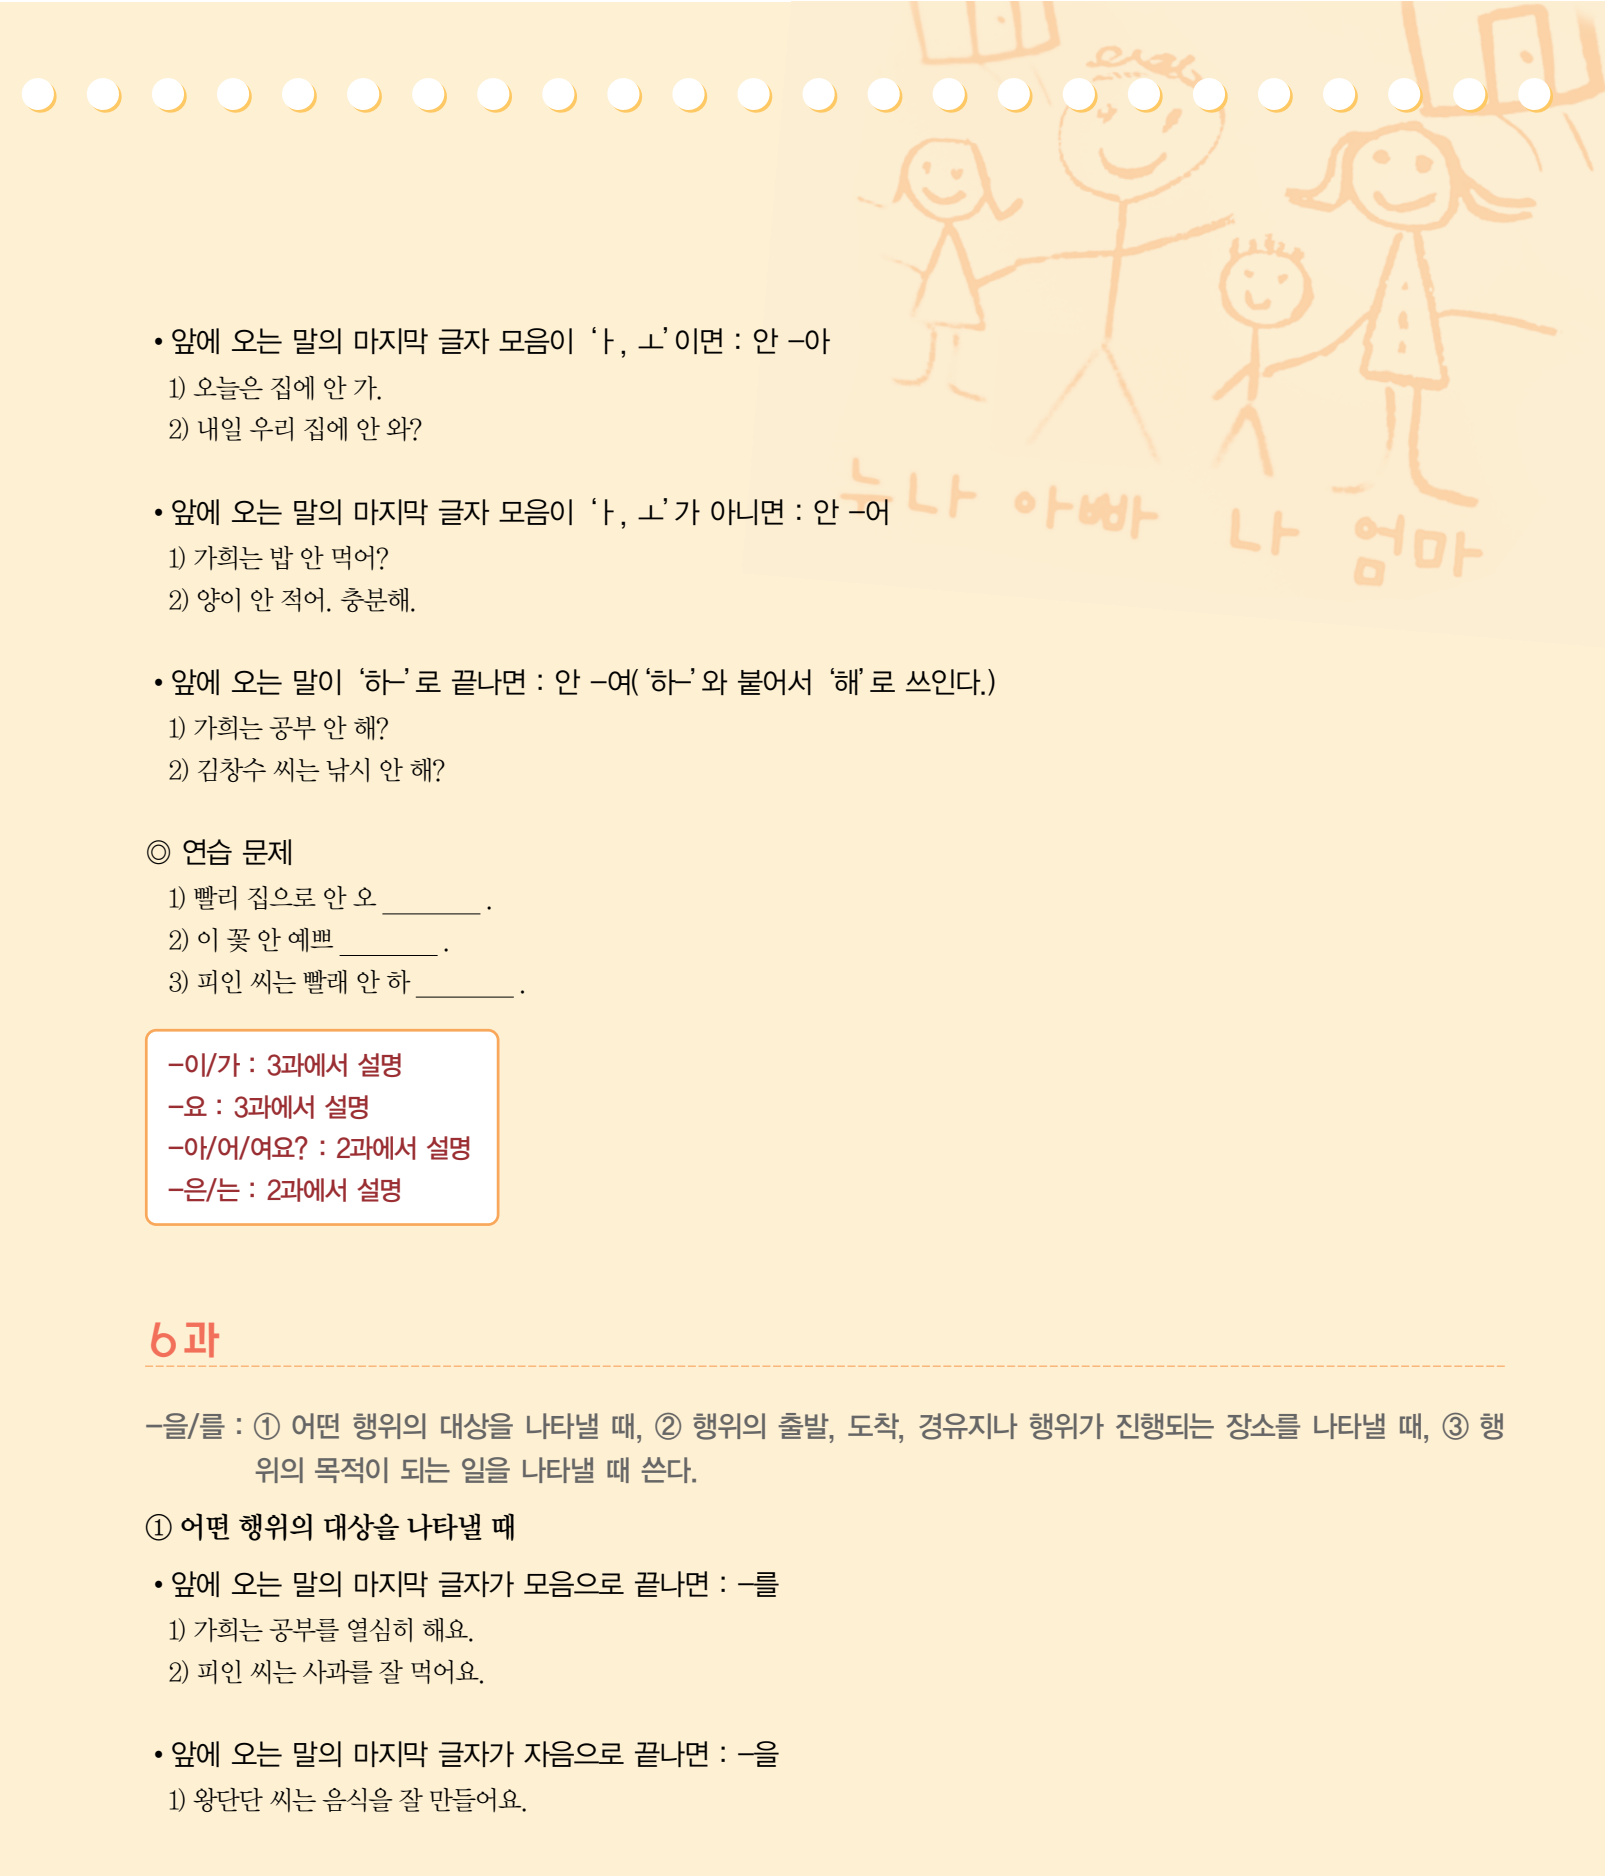 누나 아빠 나 엄마
• 앞에 오는 말의 마지막 글자 모음이 ‘ㅏ, ㅗ’이면 : 안 –아
1) 오늘은 집에 안 가.
2) 내일 우리 집에 안 와?
• 앞에 오는 말의 마지막 글자 모음이 ‘ㅏ, ㅗ’가 아니면 : 안 –어
1) 가희는 밥 안 먹어?
2) 양이 안 적어. 충분해.
• 앞에 오는 말이 ‘하–’로 끝나면 : 안 –여(‘하–’와 붙어서 ‘해’로 쓰인다.)
1) 가희는 공부 안 해?
2) 김창수 씨는 낚시 안 해?
◎ 연습 문제
1) 빨리 집으로 안 오 _______ .
2) 이 꽃 안 예쁘 _______ .
3) 피인 씨는 빨래 안 하 _______ .
–이/가 : 3과에서 설명
–요 : 3과에서 설명
–아/어/여요? : 2과에서 설명
–은/는 : 2과에서 설명
6과
–을/를 : ① 어떤 행위의 대상을 나타낼 때, ② 행위의 출발, 도착, 경유지나 행위가 진행되는 장소를 나타낼 때, ③ 행
위의 목적이 되는 일을 나타낼 때 쓴다.
① 어떤 행위의 대상을 나타낼 때
• 앞에 오는 말의 마지막 글자가 모음으로 끝나면 : –를
1) 가희는 공부를 열심히 해요.
2) 피인 씨는 사과를 잘 먹어요.
• 앞에 오는 말의 마지막 글자가 자음으로 끝나면 : –을
1) 왕단단 씨는 음식을 잘 만들어요.